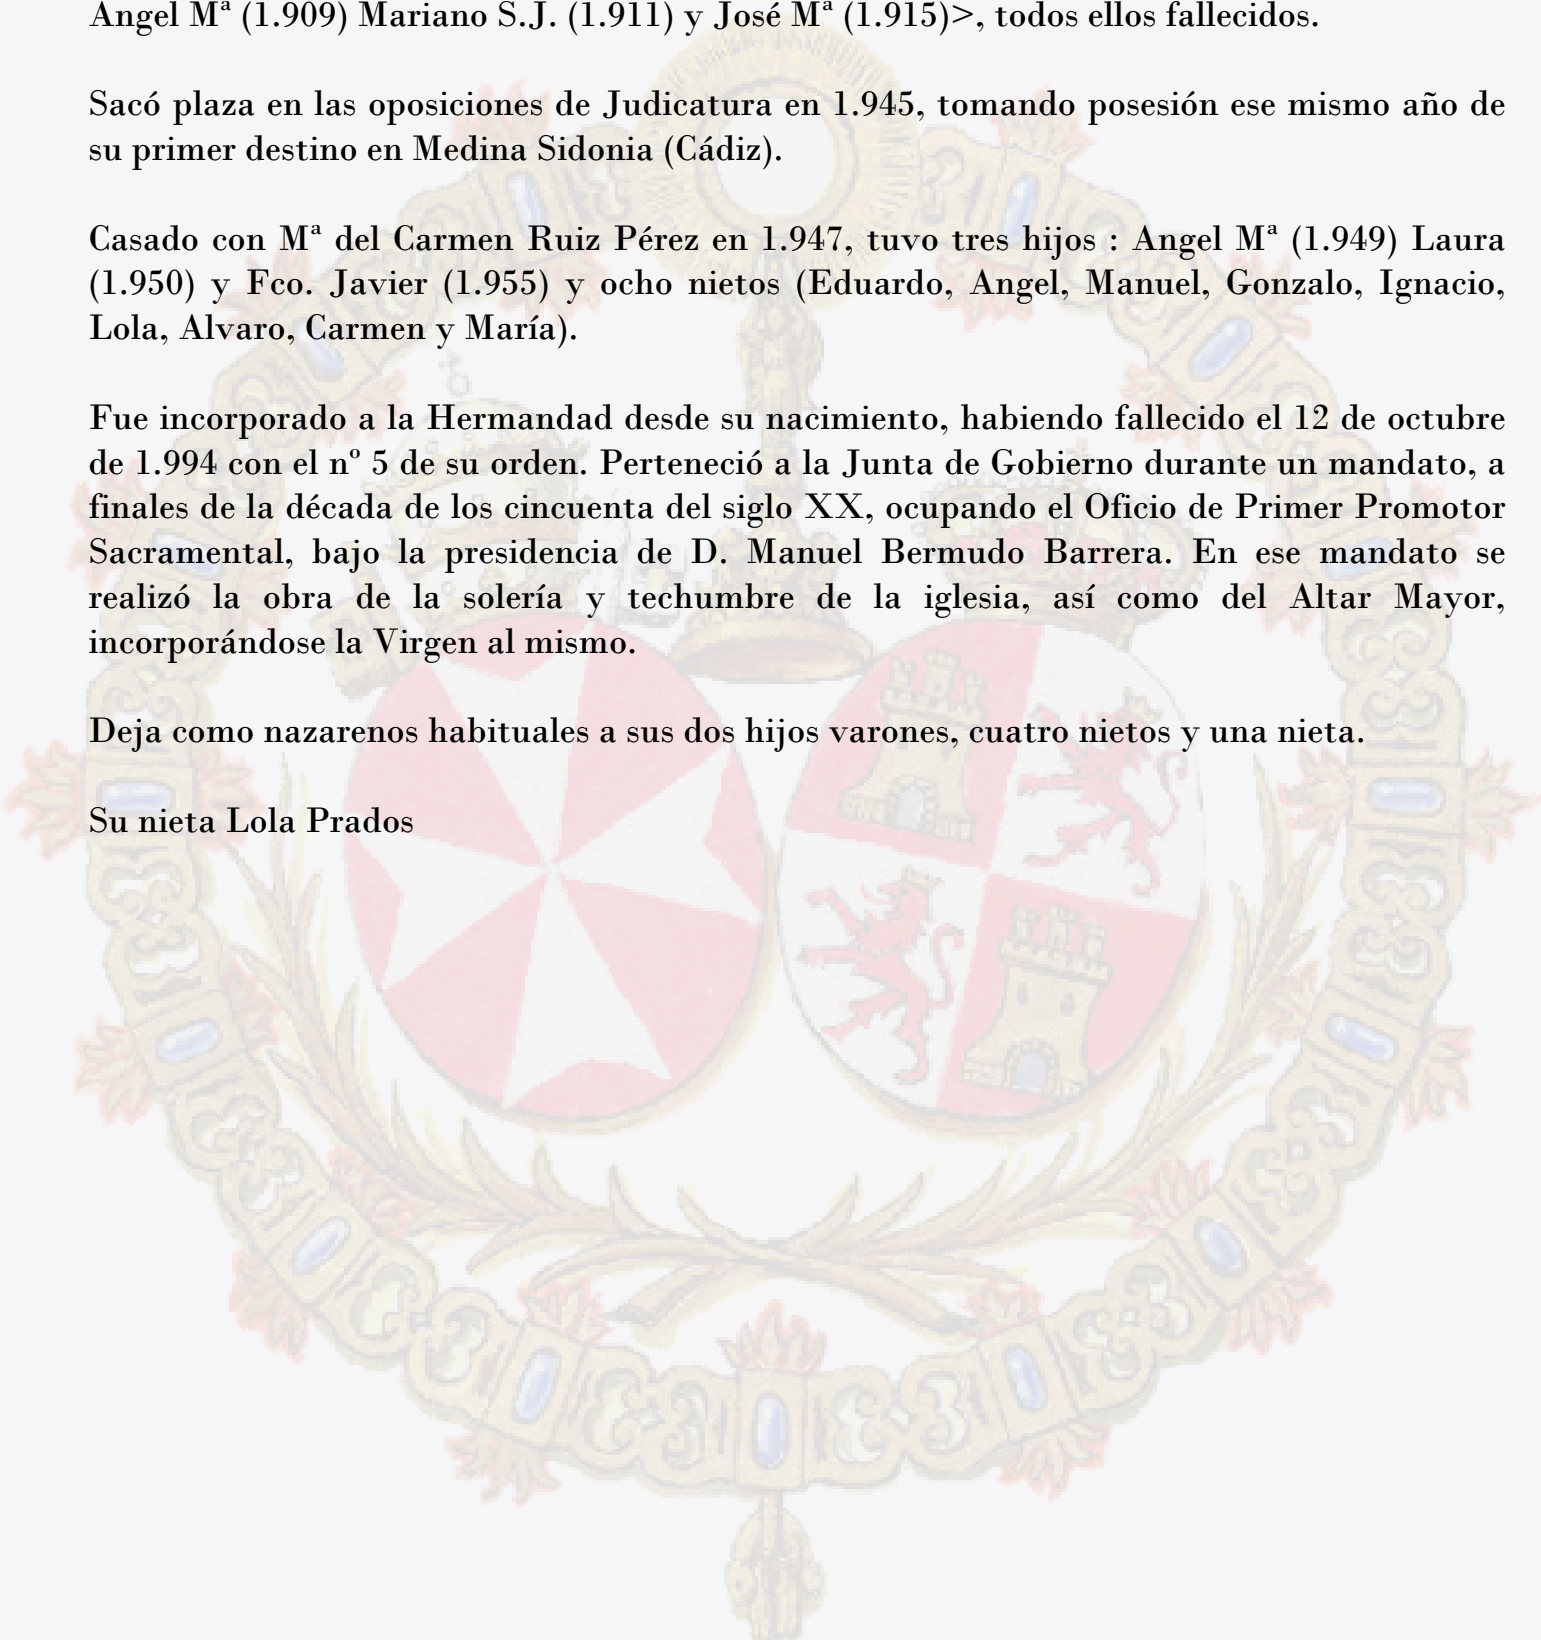 Angel Mª (1.909) Mariano S.J. (1.911) y José Mª (1.915)>, todos ellos fallecidos.
Sacó plaza en las oposiciones de Judicatura en 1.945, tomando posesión ese mismo año de
su primer destino en Medina Sidonia (Cádiz).
Casado con Mª del Carmen Ruiz Pérez en 1.947, tuvo tres hijos : Angel Mª (1.949) Laura
(1.950) y Fco. Javier (1.955) y ocho nietos (Eduardo, Angel, Manuel, Gonzalo, Ignacio,
Lola, Alvaro, Carmen y María).
Fue incorporado a la Hermandad desde su nacimiento, habiendo fallecido el 12 de octubre
de 1.994 con el nº 5 de su orden. Perteneció a la Junta de Gobierno durante un mandato, a
finales de la década de los cincuenta del siglo XX, ocupando el Oficio de Primer Promotor
Sacramental, bajo la presidencia de D. Manuel Bermudo Barrera. En ese mandato se
realizó la obra de la solería y techumbre de la iglesia, así como del Altar Mayor,
incorporándose la Virgen al mismo.
Deja como nazarenos habituales a sus dos hijos varones, cuatro nietos y una nieta.
Su nieta Lola Prados